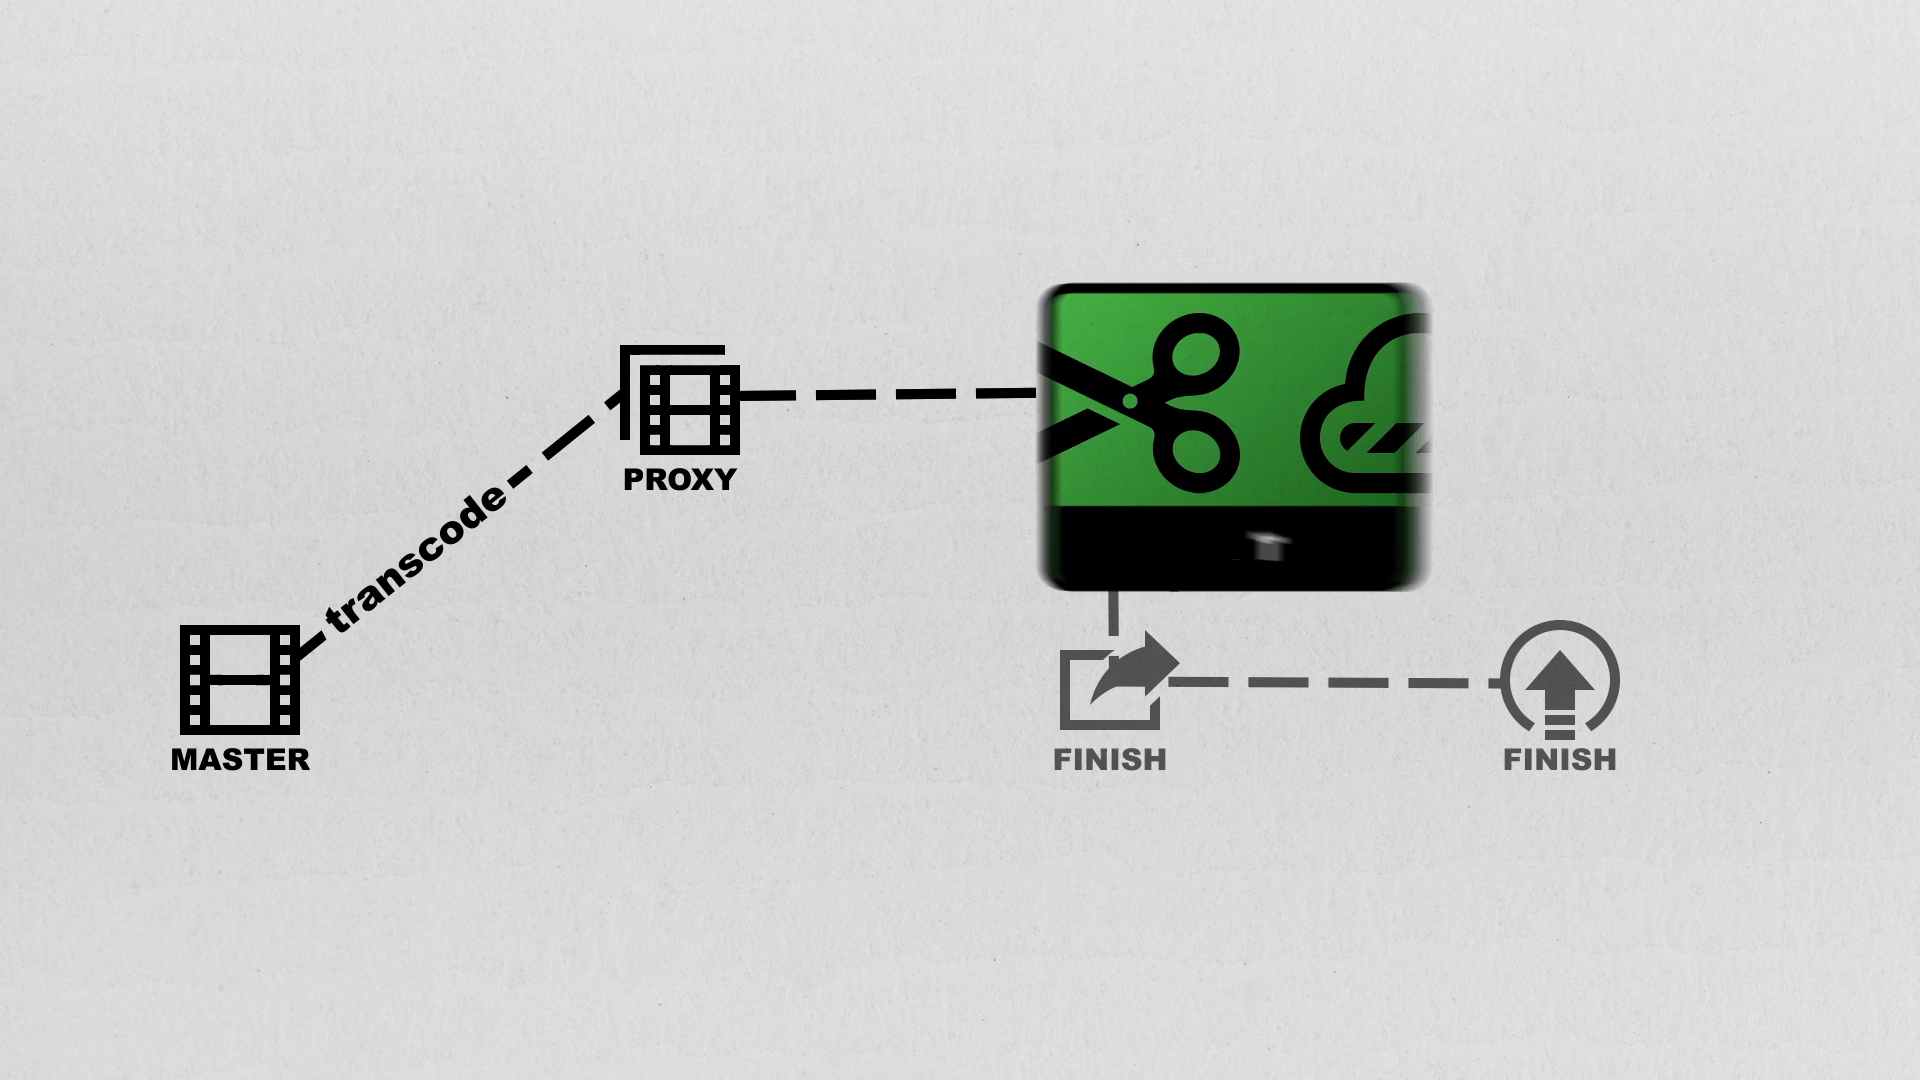 PROXY
transcode
MASTER
FINISH
FINISH